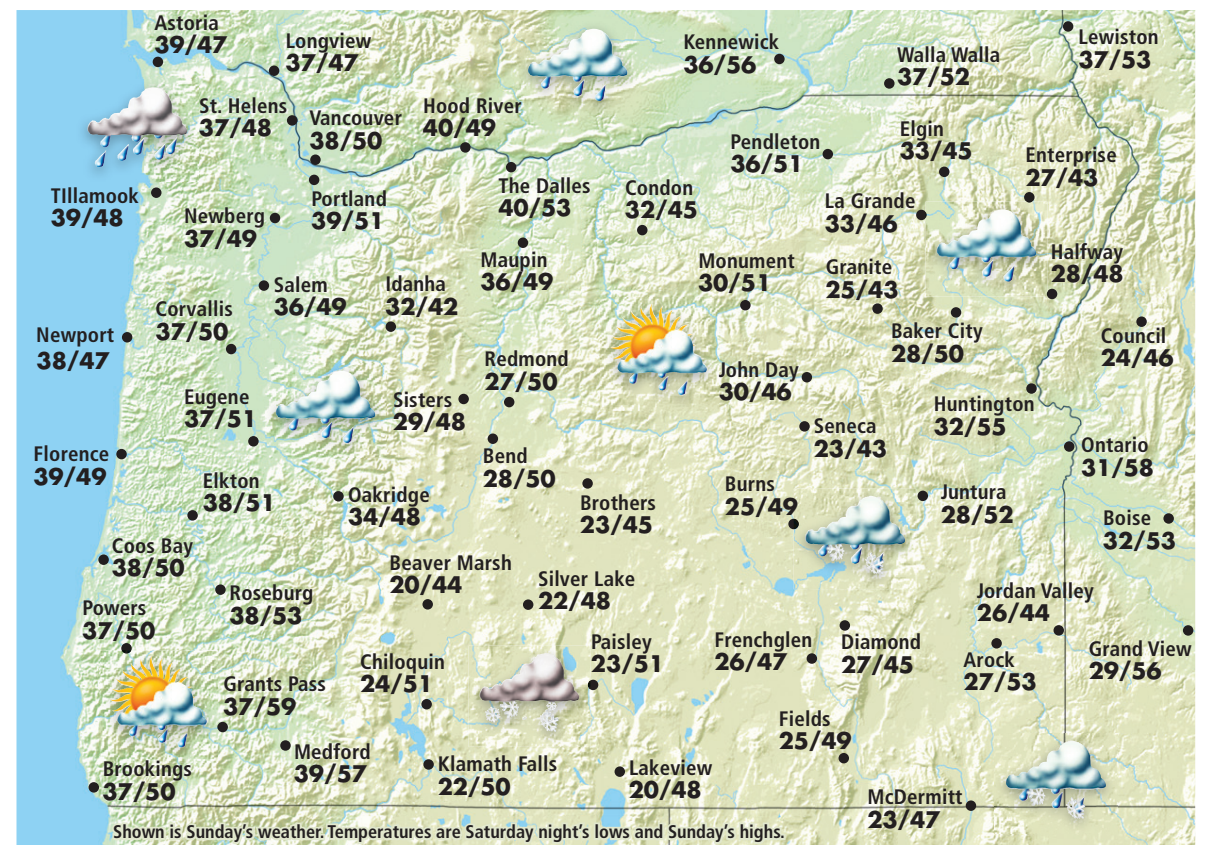 Astoria
39/47
Longview
37/47
Kennewick
36/56
Walla Walla
37/52
Lewiston
37/53
St. Helens
37/48
Vancouver
38/50
Hood River
40/49
Pendleton
36/51
Elgin
33/45
Enterprise
27/43
TIllamook
39/48
Newberg
37/49
Portland
39/51
The Dalles
40/53
Condon
32/45
La Grande
33/46
Maupin
36/49
Monument
30/51
Granite
25/43
Halfway
28/48
Salem
36/49
Idanha
32/42
Corvallis
37/50
Newport
38/47
Baker City
28/50
Council
24/46
Redmond
27/50
John Day
30/46
Eugene
37/51
Sisters
29/48
Huntington
32/55
Seneca
23/43
Ontario
31/58
Florence
39/49
Bend
28/50
Elkton
38/51
Oakridge
34/48
Brothers
23/45
Burns
25/49
Juntura
28/52
Boise
32/53
Coos Bay
38/50
Beaver Marsh
20/44
Silver Lake
22/48
Roseburg
38/53
Jordan Valley
26/44
Powers
37/50
Paisley
23/51
Frenchglen
26/47
Diamond
27/45
Arock
27/53
Grand View
29/56
Chiloquin
24/51
Grants Pass
37/59
Fields
25/49
Medford
39/57
Klamath Falls
22/50
Lakeview
20/48
Brookings
37/50
McDermitt
23/47
Shown is Sunday's weather. Temperatures are Saturday night's lows and Sunday's highs.